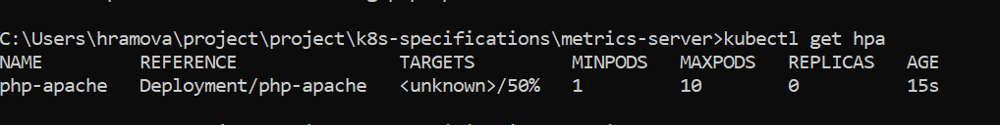 C:\Users\hramova\project\project\k8s-specifications\metrics-server>kubectl get hpa
NAME         REFERENCE               TARGETS         MINPODS   MAXPODS   REPLICAS   AGE
php-apache   Deployment/php-apache   <unknown>/50%   1         10        0          15s